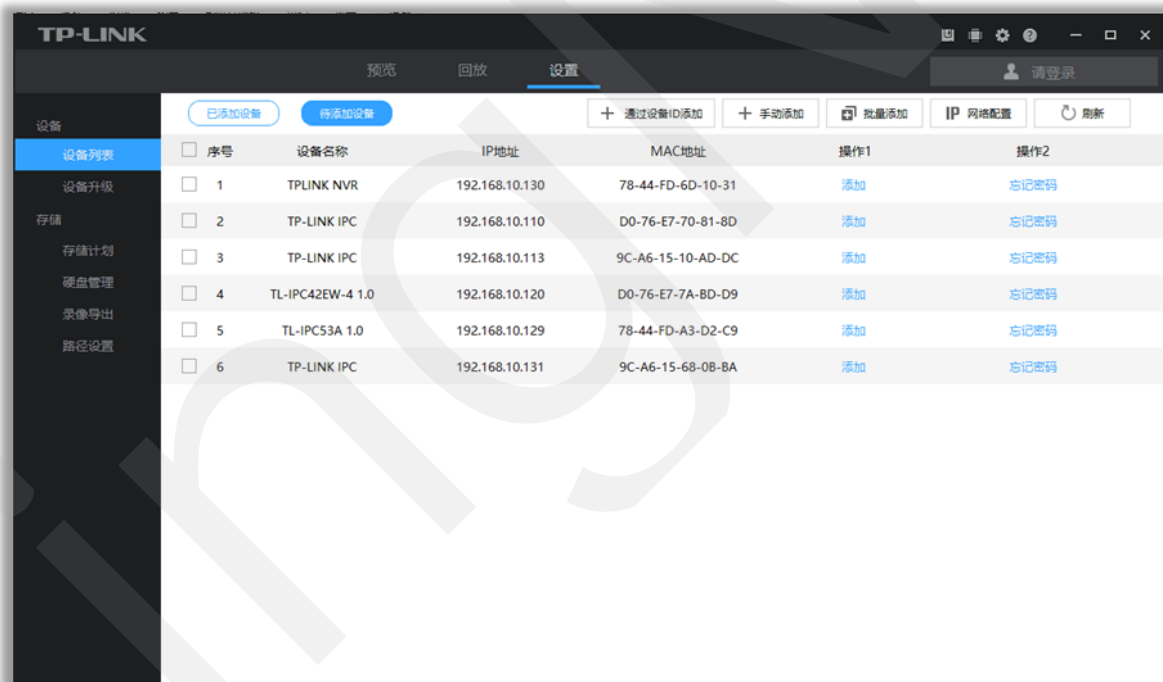 TP-LINK
预览 回放 设置 请登录
已添加设备 待添加设备 + 通过设备ID添加 + 手动添加 批量添加 IP 网络配置 刷新
设备
设备列表
设备升级
存储
存储计划
硬盘管理
录像导出
路径设置
序号 设备名称 IP地址 MAC地址 操作1 操作2
1 TPLINK NVR 192.168.10.130 78-44-FD-6D-10-31 添加 忘记密码
2 TP-LINK IPC 192.168.10.110 D0-76-E7-70-81-8D 添加 忘记密码
3 TP-LINK IPC 192.168.10.113 9C-A6-15-10-AD-DC 添加 忘记密码
4 TL-IPC42EW-4 1.0 192.168.10.120 D0-76-E7-7A-BD-D9 添加 忘记密码
5 TL-IPC53A 1.0 192.168.10.129 78-44-FD-A3-D2-C9 添加 忘记密码
6 TP-LINK IPC 192.168.10.131 9C-A6-15-68-0B-BA 添加 忘记密码